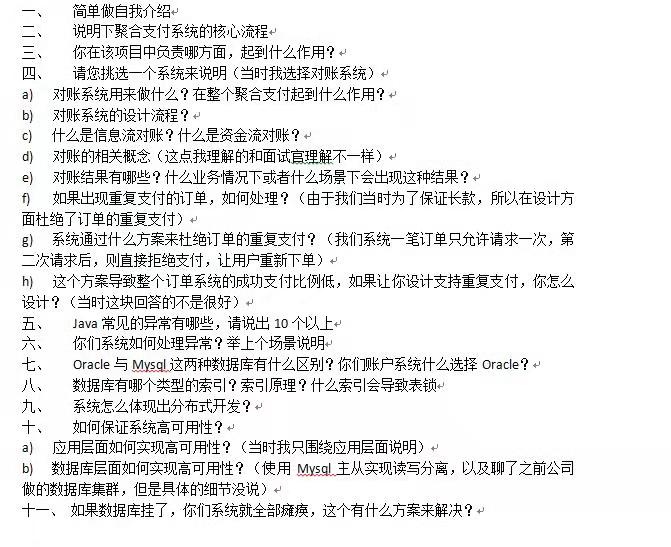 一、 简单做自我介绍
二、 说明下聚合支付系统的核心流程
三、 你在该项目中负责哪方面，起到什么作用？
四、 请您挑选一个系统来说明（当时我选择对账系统）
a) 对账系统用来做什么？在整个聚合支付起到什么作用？
b) 对账系统的设计流程？
c) 什么是信息流对账？什么是资金流对账？
d) 对账的相关概念（这点我理解的和面试官理解不一样）
e) 对账结果有哪些？什么业务情况下或者什么场景下会出现这种结果？
f) 如果出现重复支付的订单，如何处理？（由于我们当时为了保证长款，所以在设计方
面杜绝了订单的重复支付）
g) 系统通过什么方案来杜绝订单的重复支付？（我们系统一笔订单只允许请求一次，第
二次请求后，则直接拒绝支付，让用户重新下单）
h) 这个方案导致整个订单系统的成功支付比例低，如果让你设计支持重复支付，你怎么
设计？（当时这块回答的不是很好）
五、 Java 常见的异常有哪些，请说出 10 个以上
六、 你们系统如何处理异常？举上个场景说明
七、 Oracle 与 Mysql 这两种数据库有什么区别？你们账户系统什么选择 Oracle？
八、 数据库有哪个类型的索引？索引原理？什么索引会导致表锁
九、 系统怎么体现出分布式开发？
十、 如何保证系统高可用性？
a) 应用层面如何实现高可用性？（当时我只围绕应用层面说明）
b) 数据库层面如何实现高可用性？（使用 Mysql 主从实现读写分离，以及聊了之前公司
做的数据库集群，但是具体的细节没说）
十一、 如果数据库挂了，你们系统就全部瘫痪，这个有什么方案来解决？